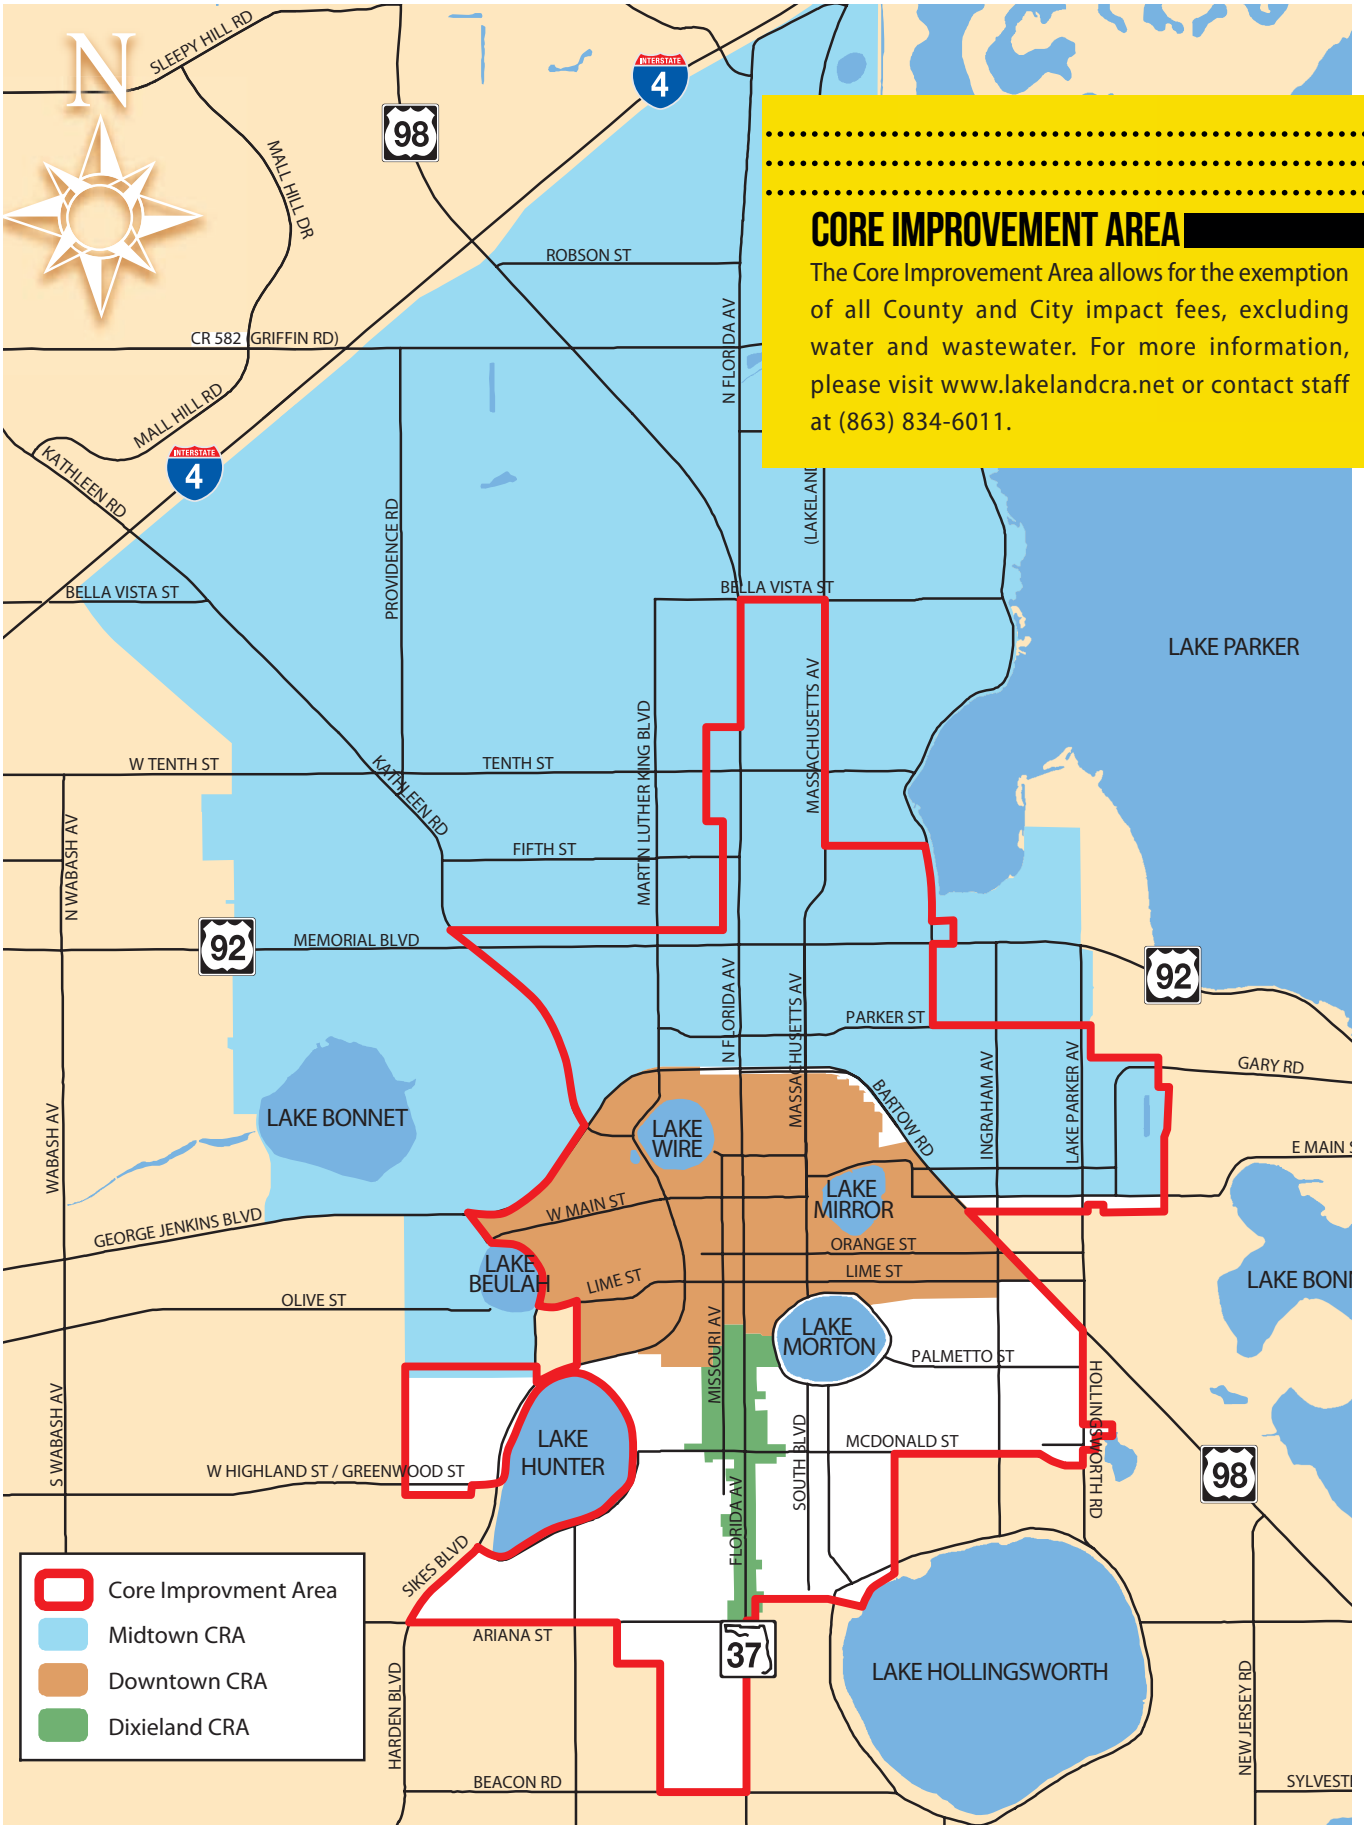 N
SLEEPY HILL RD
INTERSTATE
4
98
MALL HILL DR
CORE IMPROVEMENT AREA
The Core Improvement Area allows for the exemption
of all County and City impact fees, excluding
water and wastewater. For more information,
please visit www.lakelandcra.net or contact staff
at (863) 834-6011.
ROBSON ST
N FLORIDA AV
CR 582 (GRIFFIN RD)
MALL HILL RD
KATHLEEN RD
INTERSTATE
4
PROVIDENCE RD
(LAKELAND
BELLA VISTA ST
BELLA VISTA ST
LAKE PARKER
MASSACHUSETTS AV
MARTIN LUTHER KING BLVD
W TENTH ST
TENTH ST
KATHLEEN RD
N WABASH AV
FIFTH ST
92
MEMORIAL BLVD
92
N FLORIDA AV
MASSACHUSETTS AV
PARKER ST
INGRAHAM AV
LAKE PARKER AV
GARY RD
LAKE BONNET
BARTOW RD
LAKE
WIRE
WABASH AV
E MAIN S
LAKE
MIRROR
W MAIN ST
GEORGE JENKINS BLVD
ORANGE ST
LAKE
BEULAH
LIME ST
LIME ST
LAKE BONN
OLIVE ST
MISSOURI AV
LAKE
MORTON
PALMETTO ST
S WABASH AV
HOLLINGSWORTH RD
LAKE
HUNTER
SOUTH BLVD
MCDONALD ST
W HIGHLAND ST / GREENWOOD ST
98
FLORIDA AV
SIKES BLVD
Core Improvment Area
Midtown CRA
Downtown CRA
Dixieland CRA
ARIANA ST
37
LAKE HOLLINGSWORTH
HARDEN BLVD
NEW JERSEY RD
BEACON RD
SYLVESTE